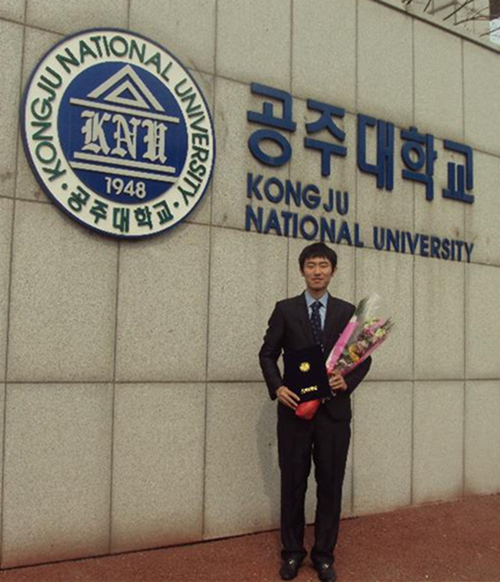 KONGJU NATIONAL UNIVERSITY
KNU
1948
공주대학교
공주대학교
KONGJU
NATIONAL UNIVERSITY